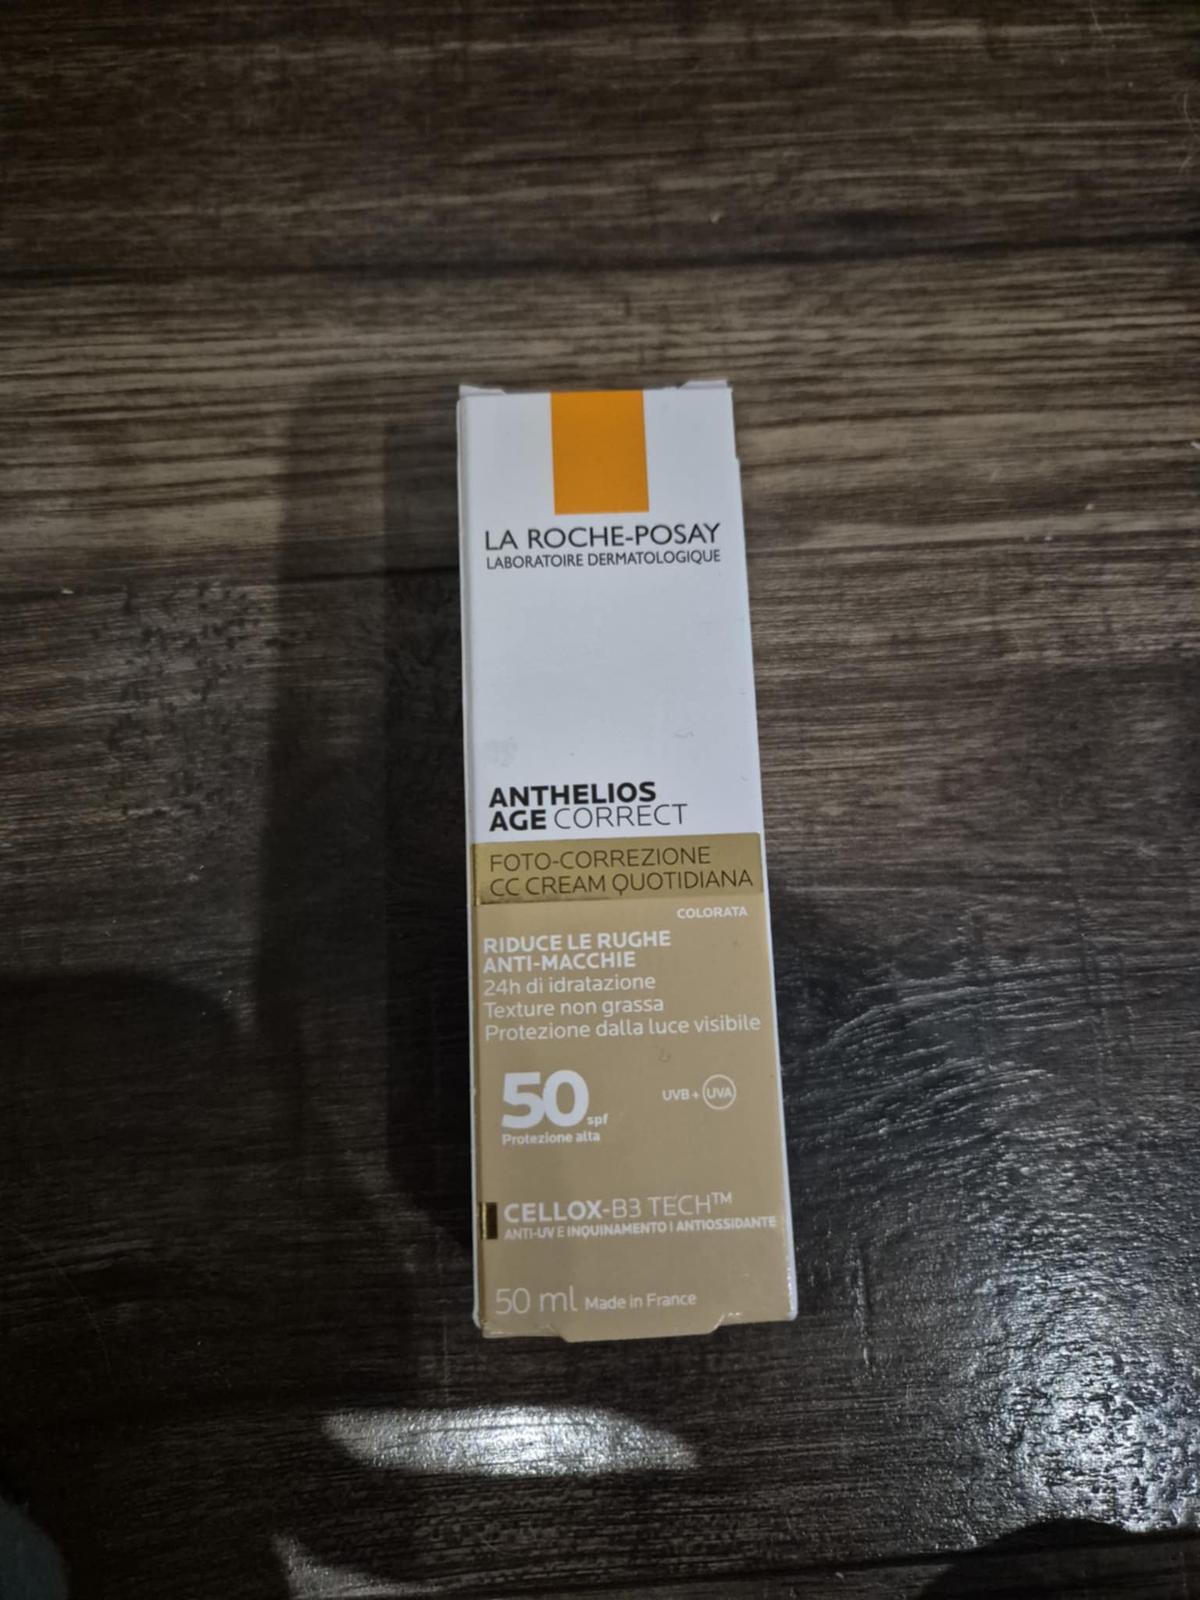 LA ROCHE-POSAY
LABORATOIRE DERMATOLOGIQUE
ANTHELIOS
AGE CORRECT
FOTO-CORREZIONE
CC CREAM QUOTIDIANA
COLORATA
RIDUCE LE RUGHE
ANTI-MACCHIE
24h di idratazione
Texture non grassa
Protezione dalla luce visibile
50 spf
UVB + UVA
Protezione alta
CELLOX-B3 TECH™
ANTI-UV E INQUINAMENTO | ANTIOSSIDANTE
50 ml Made in France